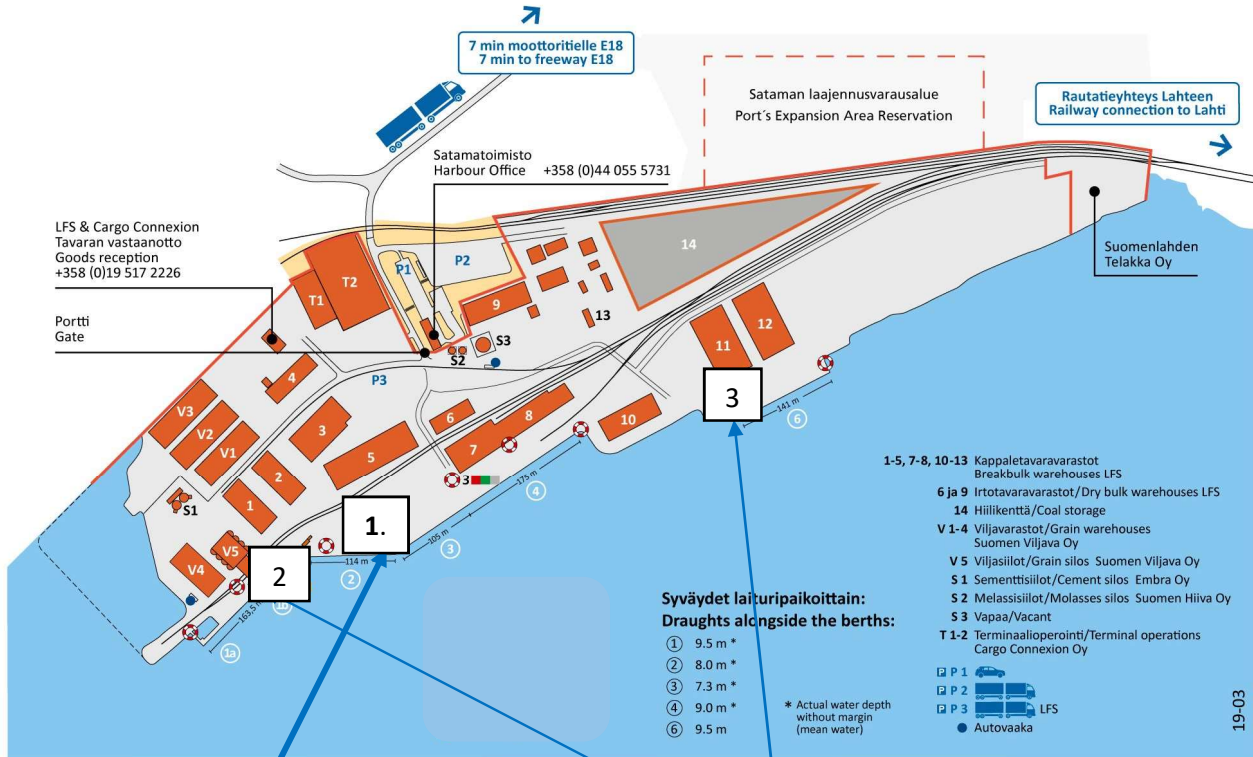 7 min moottoritielle E18
7 min to freeway E18
Sataman laajennusvarausalue
Port´s Expansion Area Reservation
Rautatieyhteys Lahteen
Railway connection to Lahti
Satamatoimisto
Harbour Office +358 (0)44 055 5731
LFS & Cargo Connexion
Tavaran vastaanotto
Goods reception
+358 (0)19 517 2226
Portti
Gate
Suomenlahden
Telakka Oy
14
P1
P2
T2
T1
9
13
12
11
S3
S2
4
P3
V3
V2
V1
3
6
8
10
7
5
2
1
S1
V5
V4
3
3
1.
2
141 m
6
175 m
4
105 m
3
114 m
2
163,5 m
1b
1a
1-5, 7-8, 10-13 Kappaletavaravarastot
Breakbulk warehouses LFS
6 ja 9 Irtotavaravarastot/Dry bulk warehouses LFS
14 Hiilikenttä/Coal storage
V 1-4 Viljavarastot/Grain warehouses
Suomen Viljava Oy
V 5 Viljasiilot/Grain silos Suomen Viljava Oy
S 1 Sementtisiilot/Cement silos Embra Oy
S 2 Melassisiilot/Molasses silos Suomen Hiiva Oy
S 3 Vapaa/Vacant
T 1-2 Terminaalioperointi/Terminal operations
Cargo Connexion Oy
P P 1
P P 2
P P 3 LFS
Autovaaka
Syväydet laituripaikoittain:
Draughts alongside the berths:
1 9.5 m *
2 8.0 m *
3 7.3 m *
4 9.0 m *
6 9.5 m
* Actual water depth
without margin
(mean water)
19-03